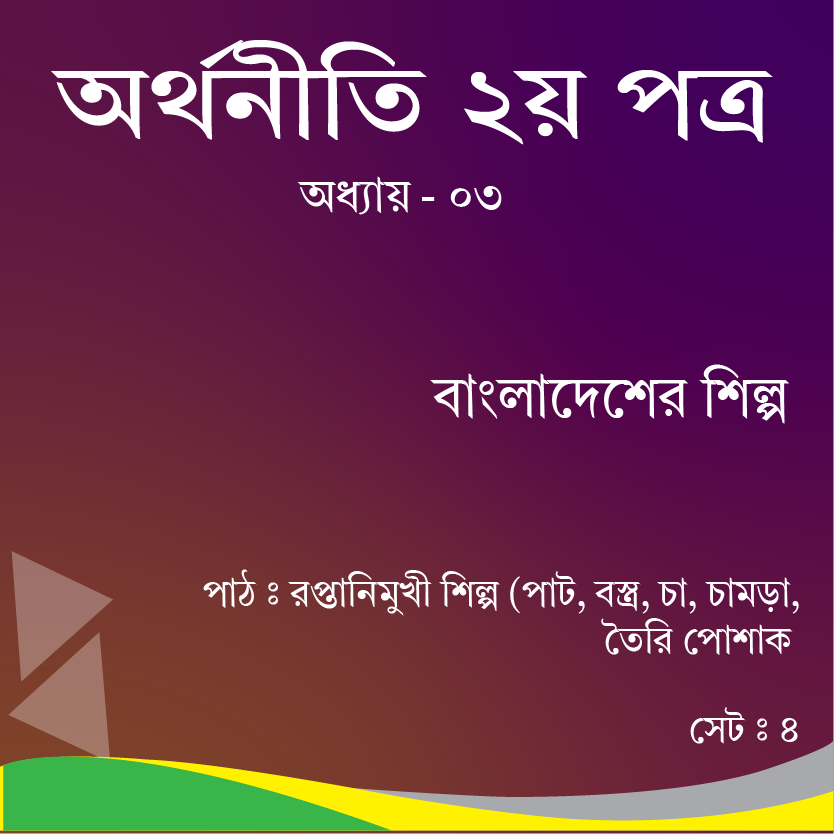 অর্থনীতি ২য় পত্র
অধ্যায় - ০৩
বাংলাদেশের শিল্প
পাঠ ঃ রপ্তানিমুখী শিল্প (পাট, বস্ত্র, চা, চামড়া,
তৈরি পোশাক
সেট ঃ ৪